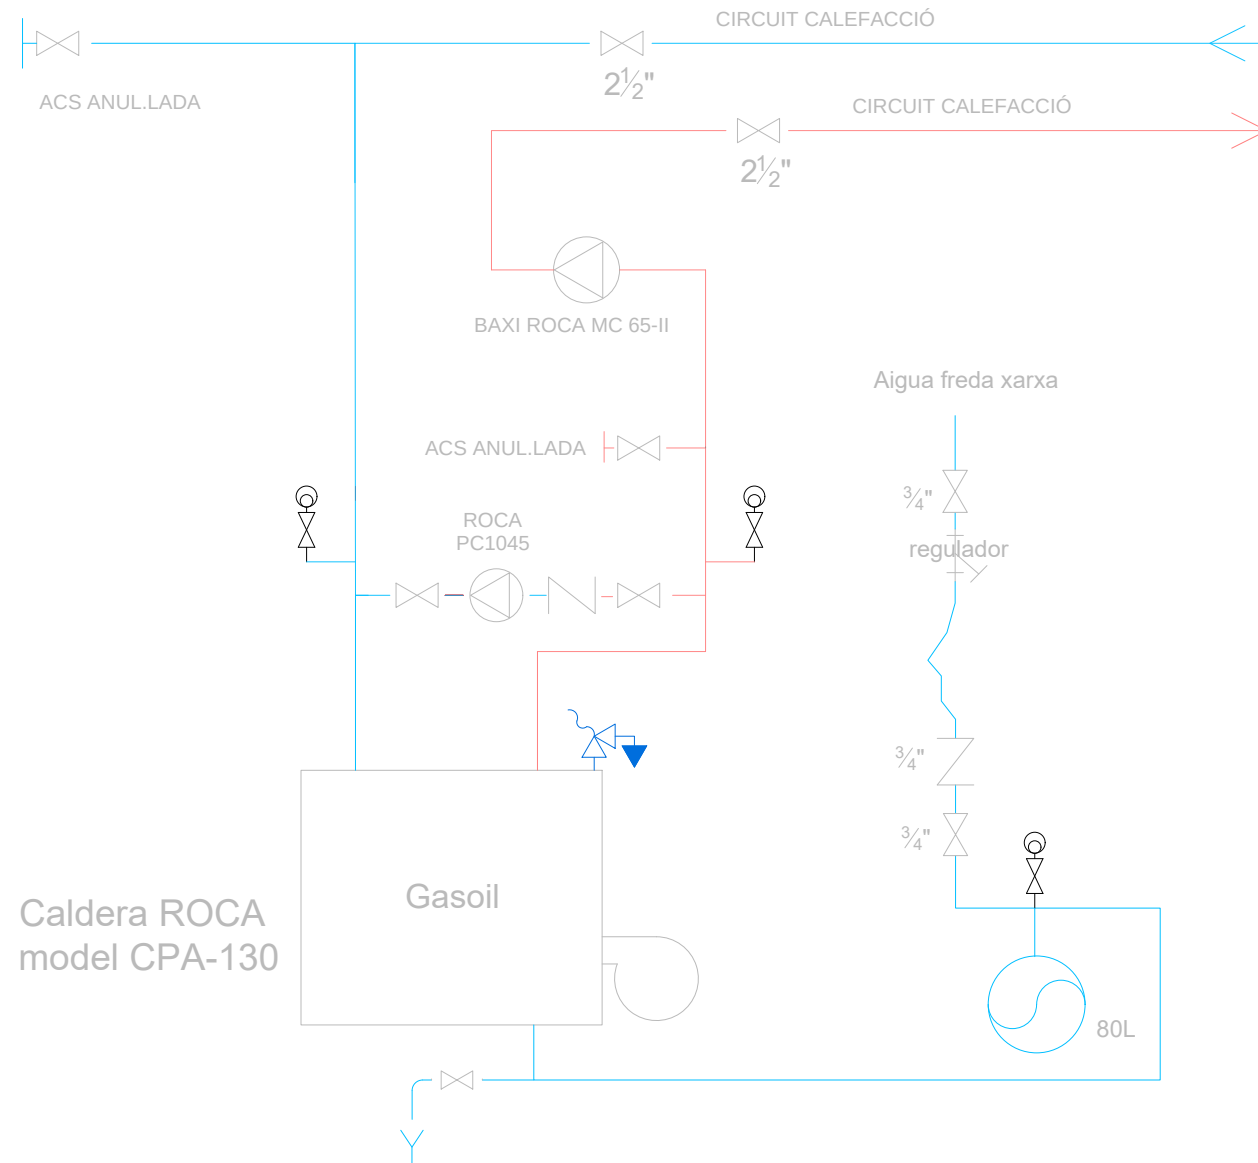 CIRCUIT CALEFACCIÓ
2½"
ACS ANUL.LADA
CIRCUIT CALEFACCIÓ
2½"
BAXI ROCA MC 65-II
Aigua freda xarxa
ACS ANUL.LADA
¾"
ROCA
PC1045
regulador
¾"
¾"
Gasoil
Caldera ROCA
model CPA-130
80L